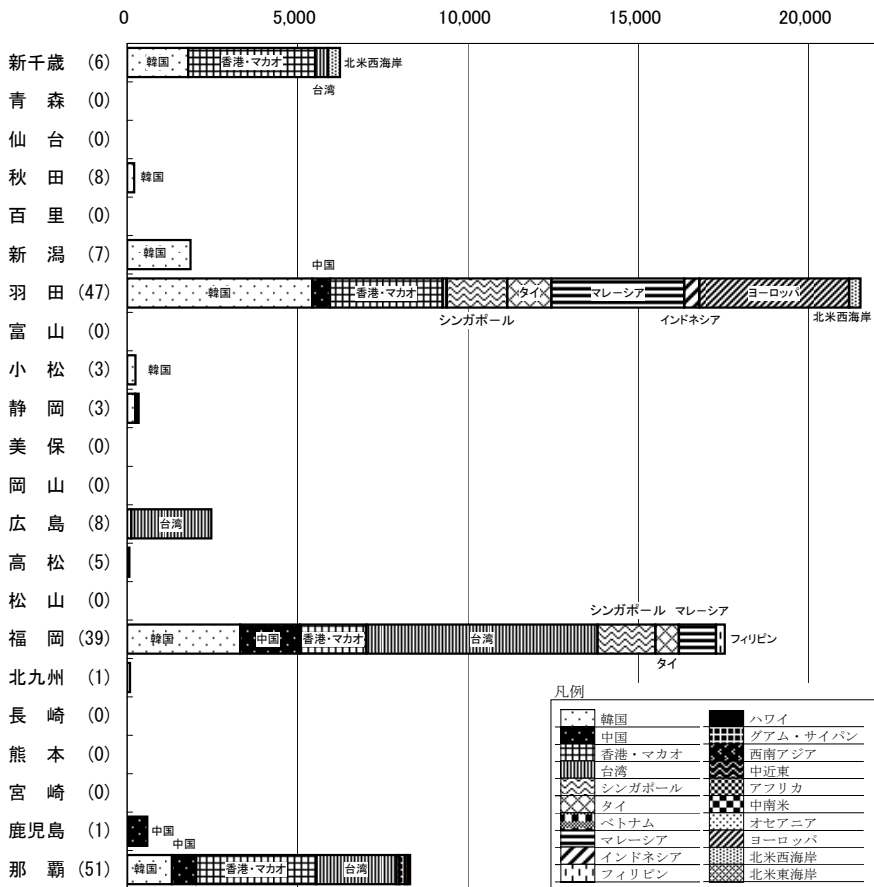 0 5,000 10,000 15,000 20,000
新千歳 (6) 韓国 香港・マカオ 北米西海岸
台湾
青 森 (0)
仙 台 (0)
秋 田 (8) 韓国
百 里 (0)
新 潟 (7) 韓国
中国
羽 田 (47) 韓国 香港・マカオ タイ マレーシア ヨーロッパ
シンガポール インドネシア 北米西海岸
富 山 (0)
小 松 (3) 韓国
静 岡 (3)
美 保 (0)
岡 山 (0)
広 島 (8) 台湾
高 松 (5)
松 山 (0)
シンガポール マレーシア
福 岡 (39) 韓国 中国 香港・マカオ 台湾 フィリピン
タイ
北九州 (1)
長 崎 (0)
熊 本 (0)
宮 崎 (0)
鹿児島 (1) 中国
中国
那 覇 (51) 韓国 香港・マカオ 台湾
凡例
韓国 ハワイ
中国 グアム・サイパン
香港・マカオ 西南アジア
台湾 中近東
シンガポール アフリカ
タイ 中南米
ベトナム オセアニア
マレーシア ヨーロッパ
インドネシア 北米西海岸
フィリピン 北米東海岸